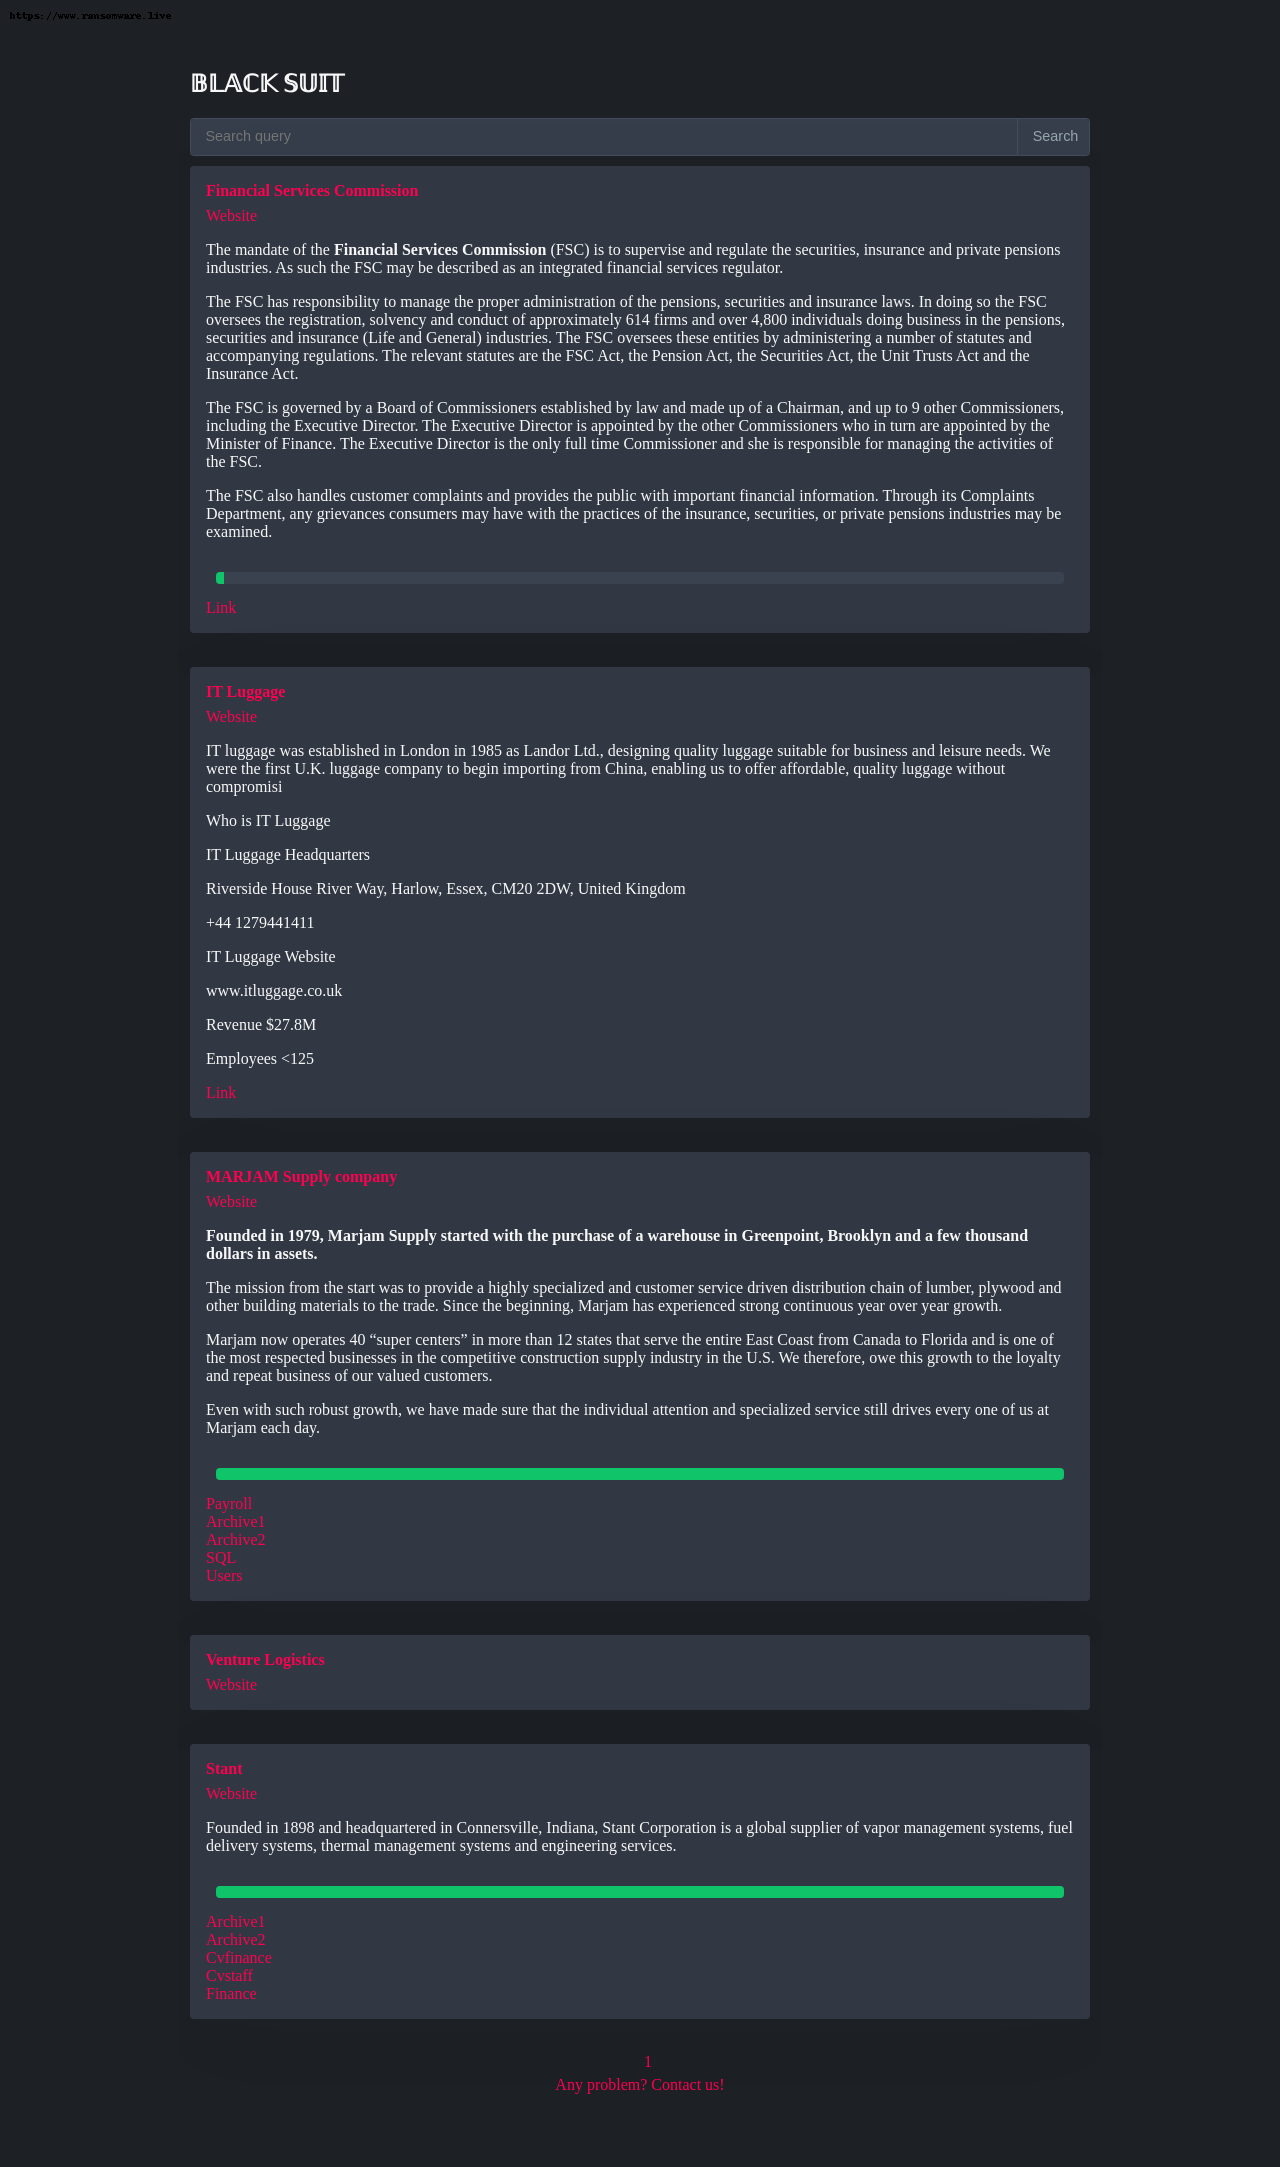 https://www.ransomware.live
BLACK SUIT
Search query
Search
Financial Services Commission
Website
The mandate of the Financial Services Commission (FSC) is to supervise and regulate the securities, insurance and private pensions
industries. As such the FSC may be described as an integrated financial services regulator.
The FSC has responsibility to manage the proper administration of the pensions, securities and insurance laws. In doing so the FSC
oversees the registration, solvency and conduct of approximately 614 firms and over 4,800 individuals doing business in the pensions,
securities and insurance (Life and General) industries. The FSC oversees these entities by administering a number of statutes and
accompanying regulations. The relevant statutes are the FSC Act, the Pension Act, the Securities Act, the Unit Trusts Act and the
Insurance Act.
The FSC is governed by a Board of Commissioners established by law and made up of a Chairman, and up to 9 other Commissioners,
including the Executive Director. The Executive Director is appointed by the other Commissioners who in turn are appointed by the
Minister of Finance. The Executive Director is the only full time Commissioner and she is responsible for managing the activities of
the FSC.
The FSC also handles customer complaints and provides the public with important financial information. Through its Complaints
Department, any grievances consumers may have with the practices of the insurance, securities, or private pensions industries may be
examined.
Link
IT Luggage
Website
IT luggage was established in London in 1985 as Landor Ltd., designing quality luggage suitable for business and leisure needs. We
were the first U.K. luggage company to begin importing from China, enabling us to offer affordable, quality luggage without
compromisi
Who is IT Luggage
IT Luggage Headquarters
Riverside House River Way, Harlow, Essex, CM20 2DW, United Kingdom
+44 1279441411
IT Luggage Website
www.itluggage.co.uk
Revenue $27.8M
Employees <125
Link
MARJAM Supply company
Website
Founded in 1979, Marjam Supply started with the purchase of a warehouse in Greenpoint, Brooklyn and a few thousand
dollars in assets.
The mission from the start was to provide a highly specialized and customer service driven distribution chain of lumber, plywood and
other building materials to the trade. Since the beginning, Marjam has experienced strong continuous year over year growth.
Marjam now operates 40 “super centers” in more than 12 states that serve the entire East Coast from Canada to Florida and is one of
the most respected businesses in the competitive construction supply industry in the U.S. We therefore, owe this growth to the loyalty
and repeat business of our valued customers.
Even with such robust growth, we have made sure that the individual attention and specialized service still drives every one of us at
Marjam each day.
Payroll
Archive1
Archive2
SQL
Users
Venture Logistics
Website
Stant
Website
Founded in 1898 and headquartered in Connersville, Indiana, Stant Corporation is a global supplier of vapor management systems, fuel
delivery systems, thermal management systems and engineering services.
Archive1
Archive2
Cvfinance
Cvstaff
Finance
1
Any problem? Contact us!